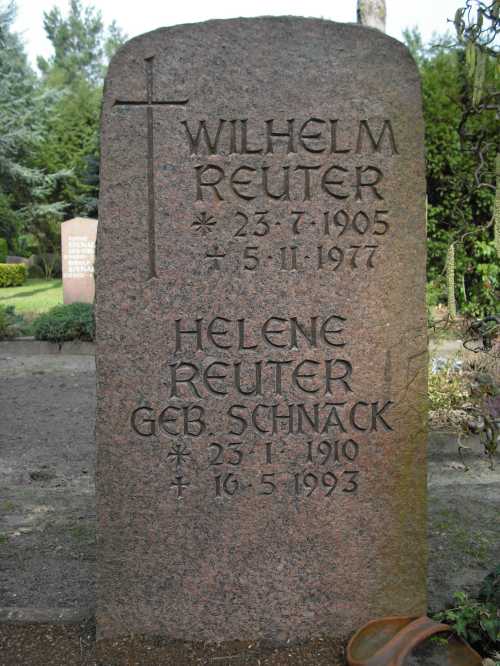 WILHELM
REUTER
* 23·7·1905
† 5·11·1977
HELENE
REUTER
GEB. SCHNACK
* 23·1·1910
† 16·5·1993